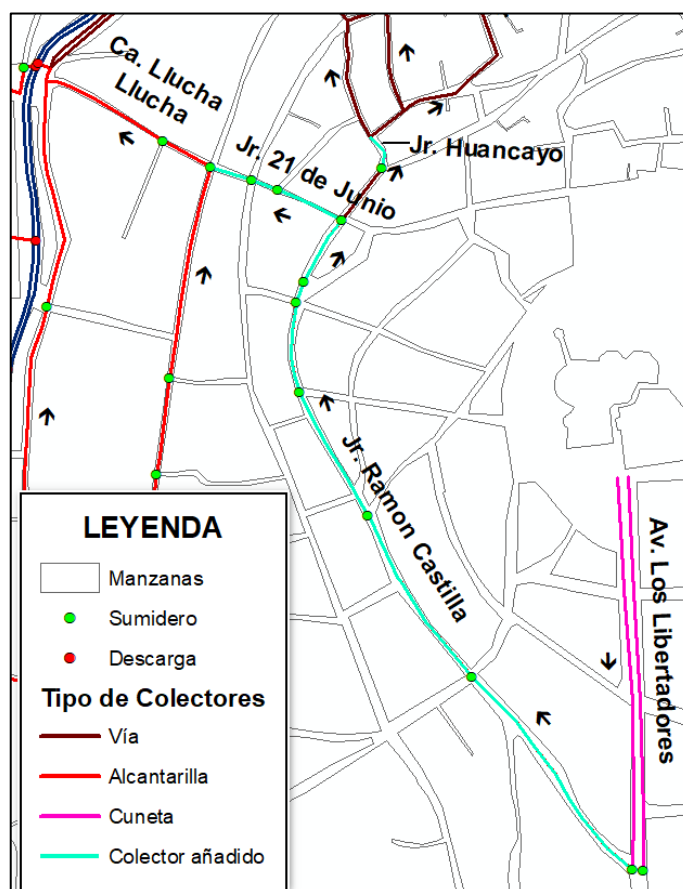 Ca. Llucha
Llucha
Jr. 21 de Junio
Jr. Huancayo
Jr. Ramon Castilla
Av. Los Libertadores
LEYENDA
Manzanas
Sumidero
Descarga
Tipo de Colectores
Vía
Alcantarilla
Cuneta
Colector añadido